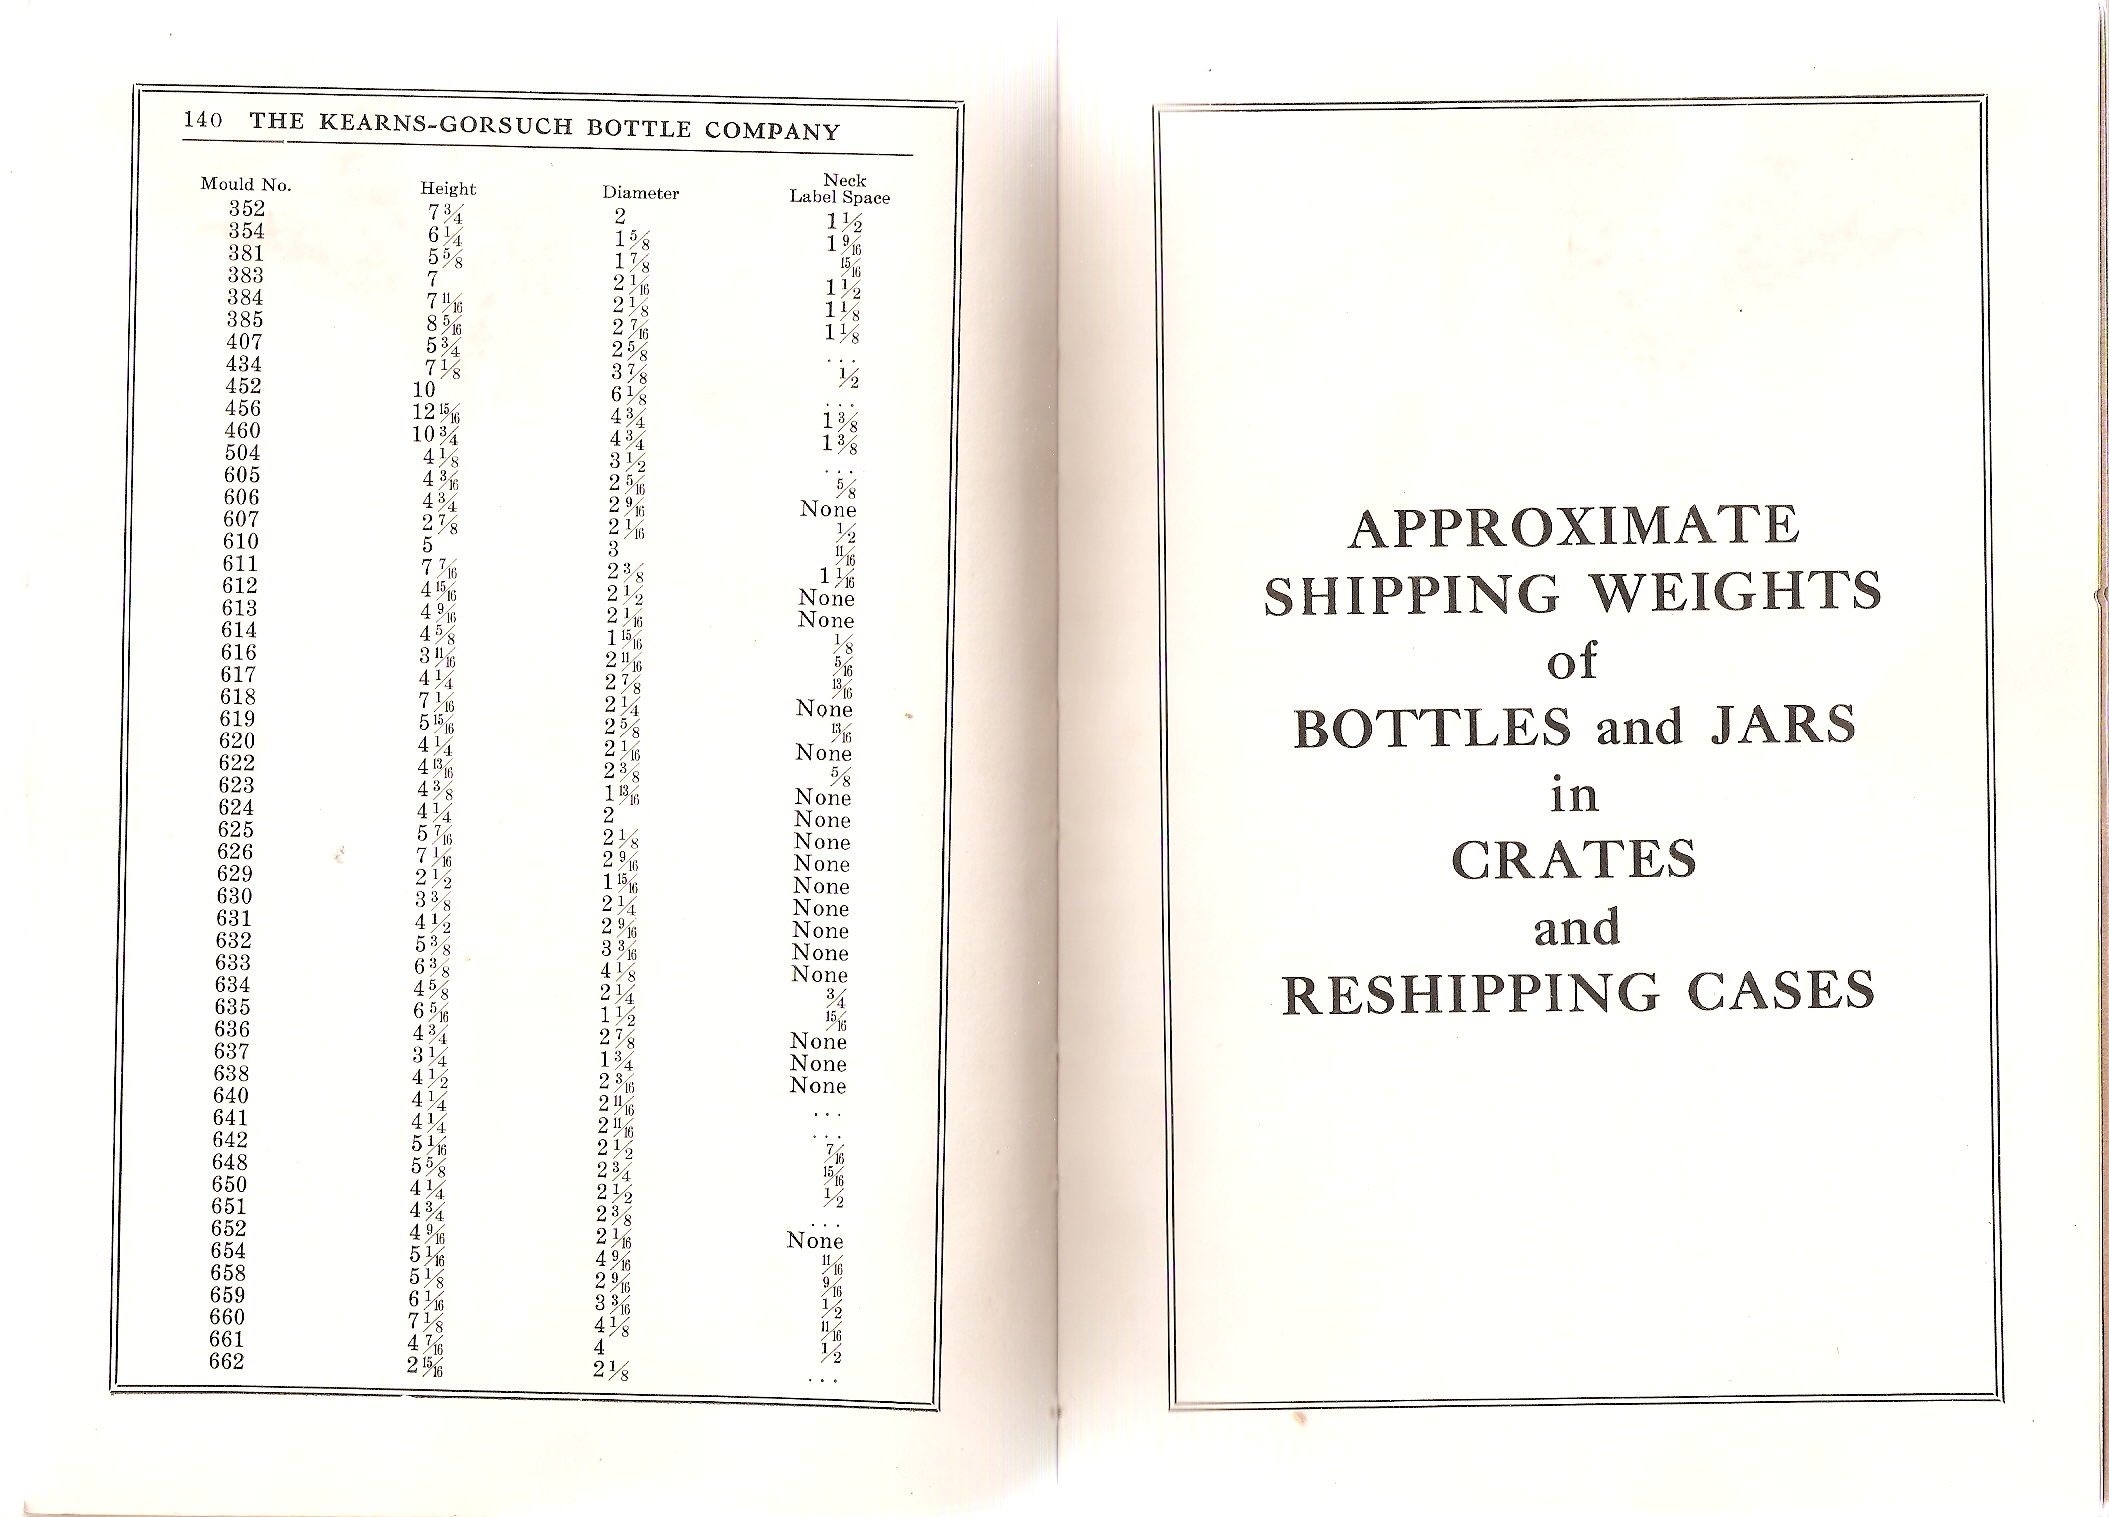 140 THE KEARNS-GORSUCH BOTTLE COMPANY
Neck
Mould No. Height Diameter Label Space
352 7 3/4 2 1 1/2
354 6 1/4 1 5/8 1 9/16
381 5 5/8 1 7/8 15/16
383 7 2 1/16 1 1/2
384 7 11/16 2 1/8 1 1/8
385 8 5/16 2 7/16 1 1/8
407 5 3/4 2 5/8 ...
434 7 1/8 3 7/8 1/2
452 10 6 1/8 ...
456 12 15/16 4 3/4 1 3/8
460 10 3/4 4 3/4 1 3/8
504 4 1/8 3 1/2 ...
605 4 3/16 2 5/16 5/8
606 4 3/4 2 9/16 None
607 2 7/8 2 1/16 1/2
610 5 3 11/16
611 7 7/16 2 3/8 1 1/16
612 4 15/16 2 1/2 None
613 4 9/16 2 1/16 None
614 4 5/8 1 15/16 1/8
616 3 11/16 2 11/16 5/16
617 4 1/4 2 7/8 13/16
618 7 1/16 2 1/4 None
619 5 15/16 2 5/8 13/16
620 4 1/4 2 1/16 None
622 4 13/16 2 3/8 5/8
623 4 3/8 1 13/16 None
624 4 1/4 2 None
625 5 7/16 2 1/8 None
626 7 1/16 2 9/16 None
629 2 1/2 1 15/16 None
630 3 3/8 2 1/4 None
631 4 1/2 2 9/16 None
632 5 3/8 3 3/16 None
633 6 3/8 4 1/8 None
634 4 5/8 2 1/4 3/4
635 6 5/16 1 1/2 15/16
636 4 3/4 2 7/8 None
637 3 1/4 1 3/4 None
638 4 1/2 2 3/16 None
640 4 1/4 2 11/16 ...
641 4 1/4 2 11/16 ...
642 5 1/16 2 1/2 7/16
648 5 5/8 2 3/4 15/16
650 4 1/4 2 1/2 1/2
651 4 3/4 2 3/8 ...
652 4 9/16 2 1/16 None
654 5 1/16 4 9/16 11/16
658 5 1/8 2 9/16 9/16
659 6 1/16 3 3/16 1/2
660 7 1/8 4 1/8 11/16
661 4 7/16 4 1/2
662 2 15/16 2 1/8 ...
APPROXIMATE
SHIPPING WEIGHTS
of
BOTTLES and JARS
in
CRATES
and
RESHIPPING CASES